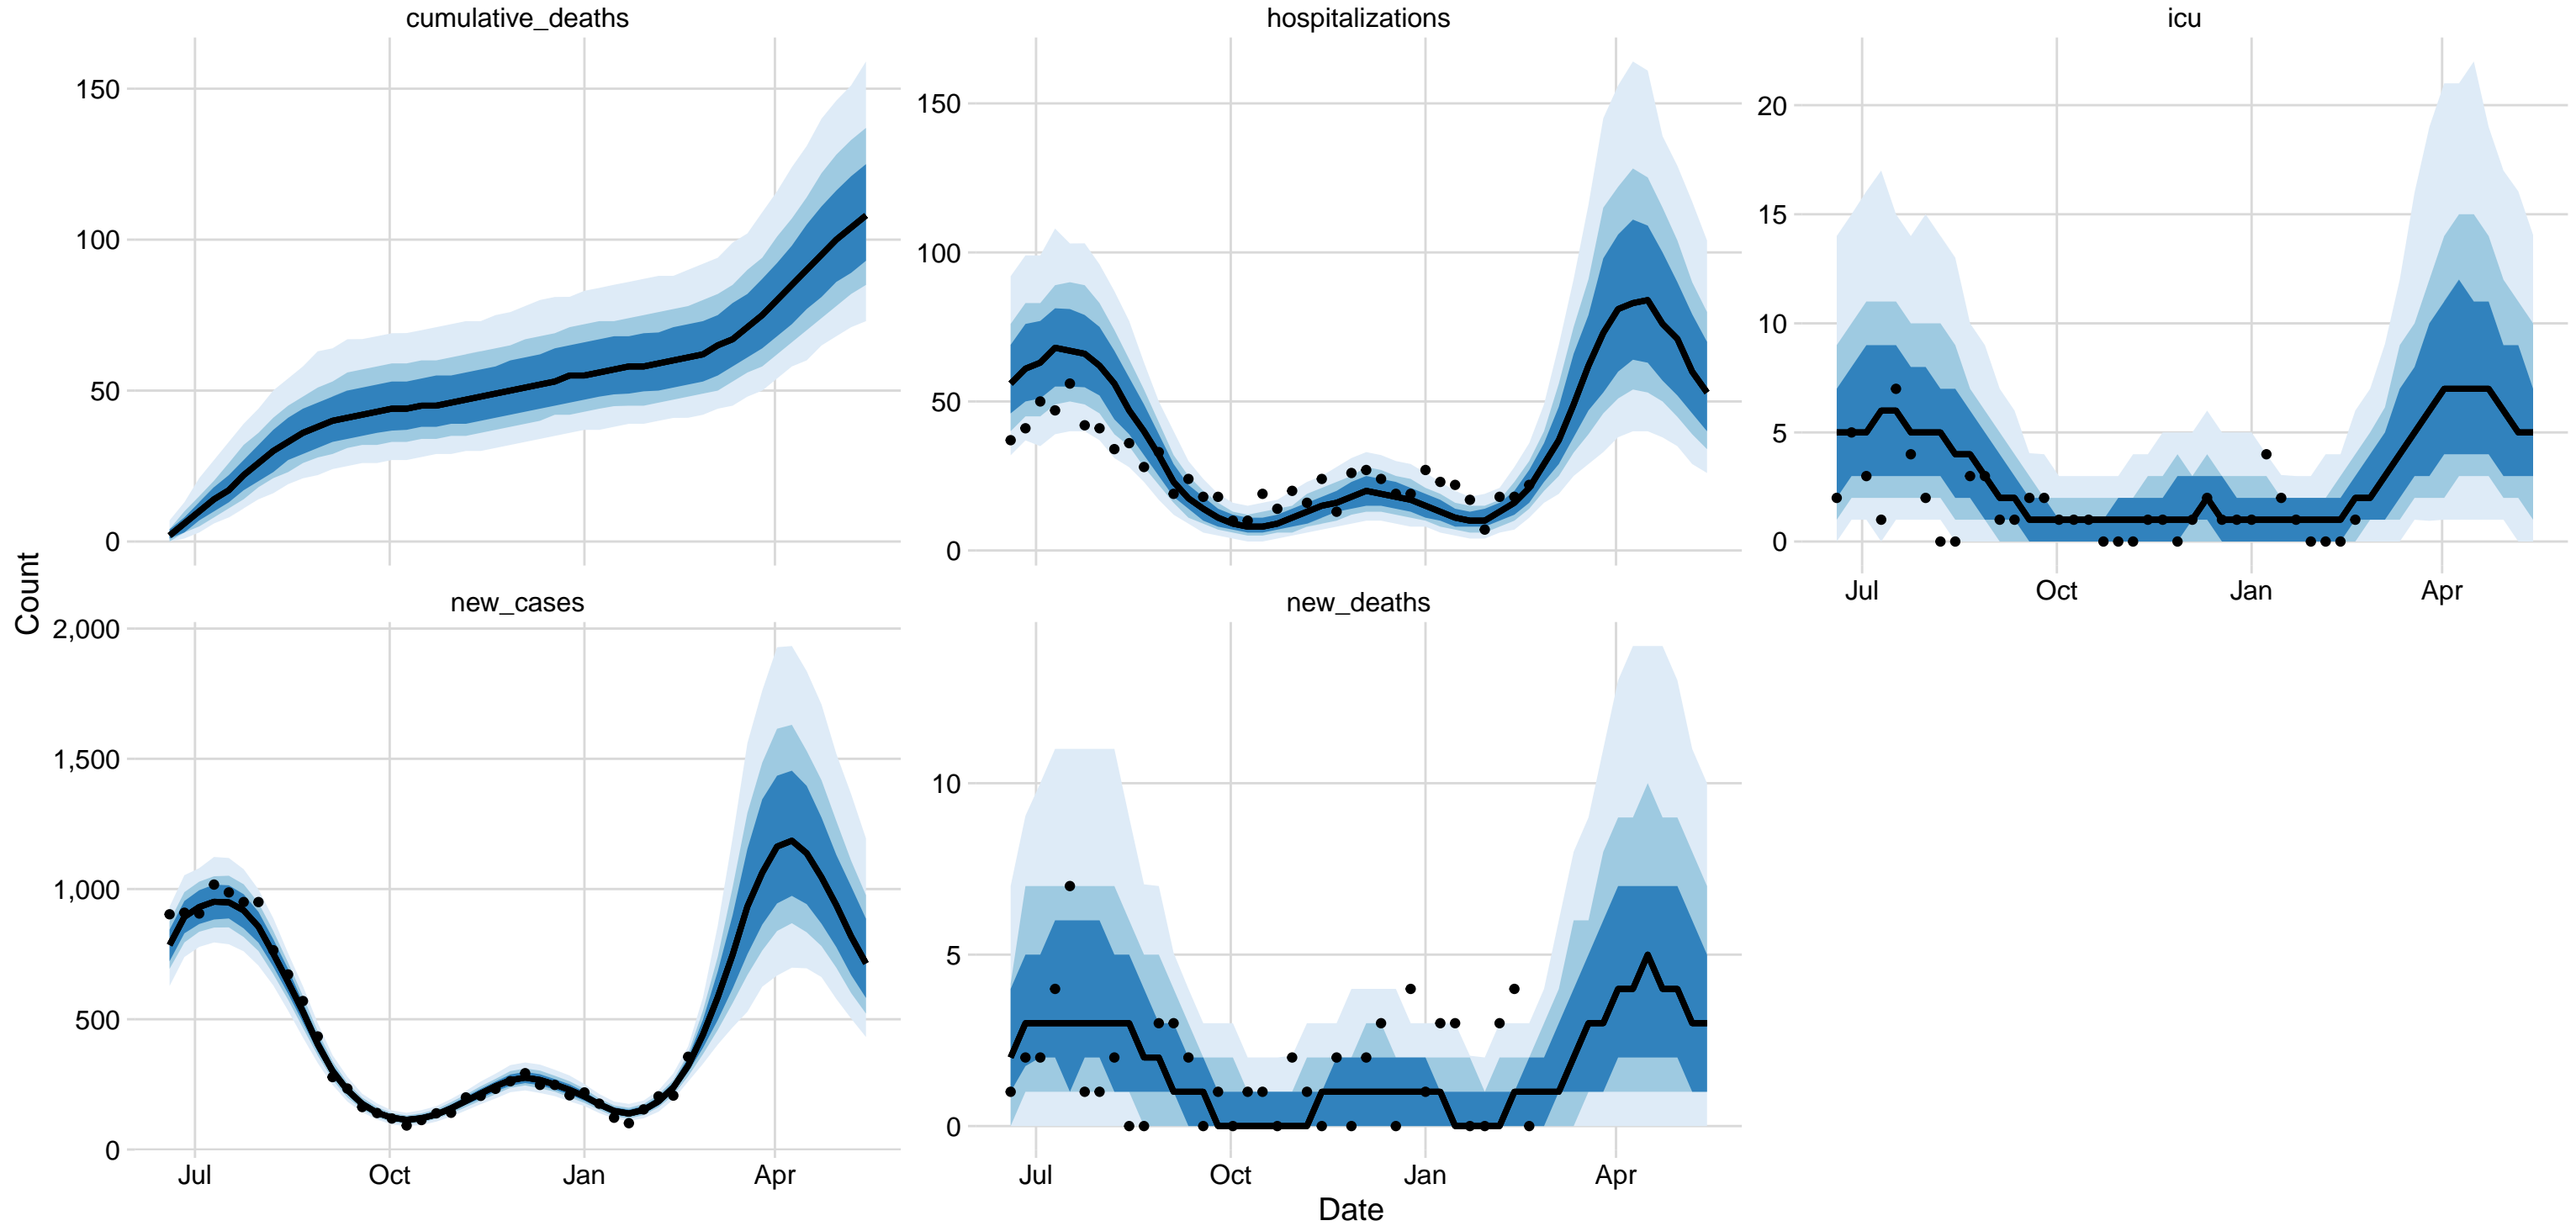 cumulative_deaths
hospitalizations
icu
150
100
50
0
150
100
50
0
20
15
10
5
0
Jul Oct Jan Apr
Count
new_cases
new_deaths
2,000
1,500
1,000
500
0
10
5
0
Jul Oct Jan Apr
Jul Oct Jan Apr
Date